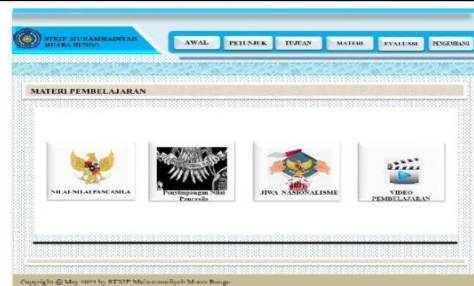 STKIP MUHAMMADIYAH
MUARA BUNGO
AWAL
PETUNJUK
TUJUAN
MATERI
EVALUASI
PENGEMBANG
MATERI PEMBELAJARAN
NILAI-NILAI PANCASILA
Penyimpangan Nilai
Pancasila
JIWA NASIONALISME
VIDEO
PEMBELAJARAN
Copyright @ May 2021 by STKIP Muhammadiyah Muara Bungo